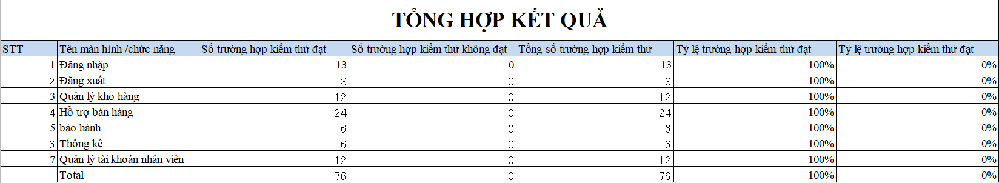 TỔNG HỢP KẾT QUẢ
STT Tên màn hình /chức năng Số trường hợp kiểm thử đạt Số trường hợp kiểm thử không đạt Tổng số trường hợp kiểm thử Tỷ lệ trường hợp kiểm thử đạt Tỷ lệ trường hợp kiểm thử đạt
1 Đăng nhập 13 0 13 100% 0%
2 Đăng xuất 3 0 3 100% 0%
3 Quản lý kho hàng 12 0 12 100% 0%
4 Hỗ trợ bán hàng 24 0 24 100% 0%
5 bảo hành 6 0 6 100% 0%
6 Thống kê 6 0 6 100% 0%
7 Quản lý tài khoản nhân viên 12 0 12 100% 0%
Total 76 0 76 100% 0%